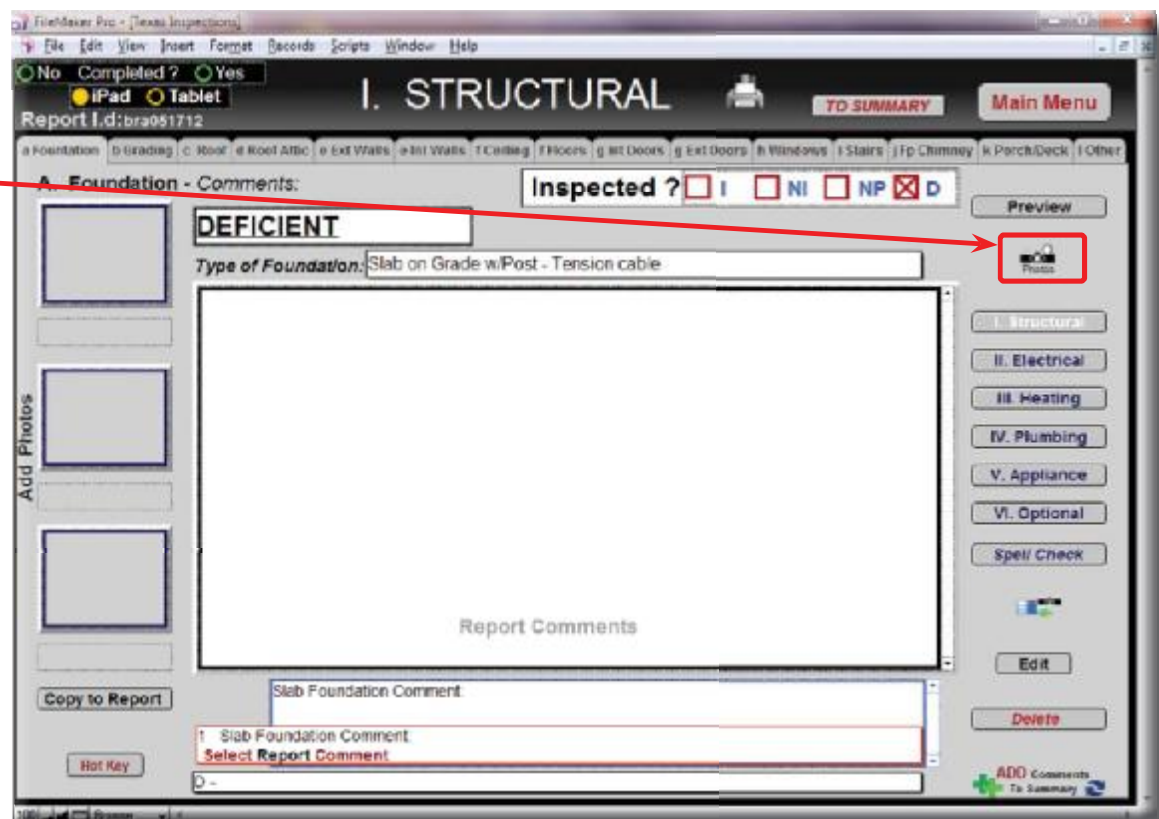 FileMaker Pro - [Texas Inspections]
File Edit View Insert Format Records Scripts Window Help
No Completed ? Yes
iPad Tablet
Report I.d:bra081712
I. STRUCTURAL
TO SUMMARY
Main Menu
a Foundation b Grading c Roof d Roof Attic e Ext Walls e Int Walls f Ceiling f Floors g Int Doors g Ext Doors h Windows i Stairs j Fp Chimney k Porch/Deck l Other
A. Foundation - Comments:
Inspected ? I NI NP D
Preview
DEFICIENT
Type of Foundation: Slab on Grade w/Post - Tension cable
Photos
I. Structural
II. Electrical
III. Heating
IV. Plumbing
V. Appliance
VI. Optional
Spell Check
Add Photos
Report Comments
Edit
Copy to Report
Slab Foundation Comment:
Delete
1 Slab Foundation Comment:
Select Report Comment
Hot Key
D -
ADD Comments
To Summary
100 Browse